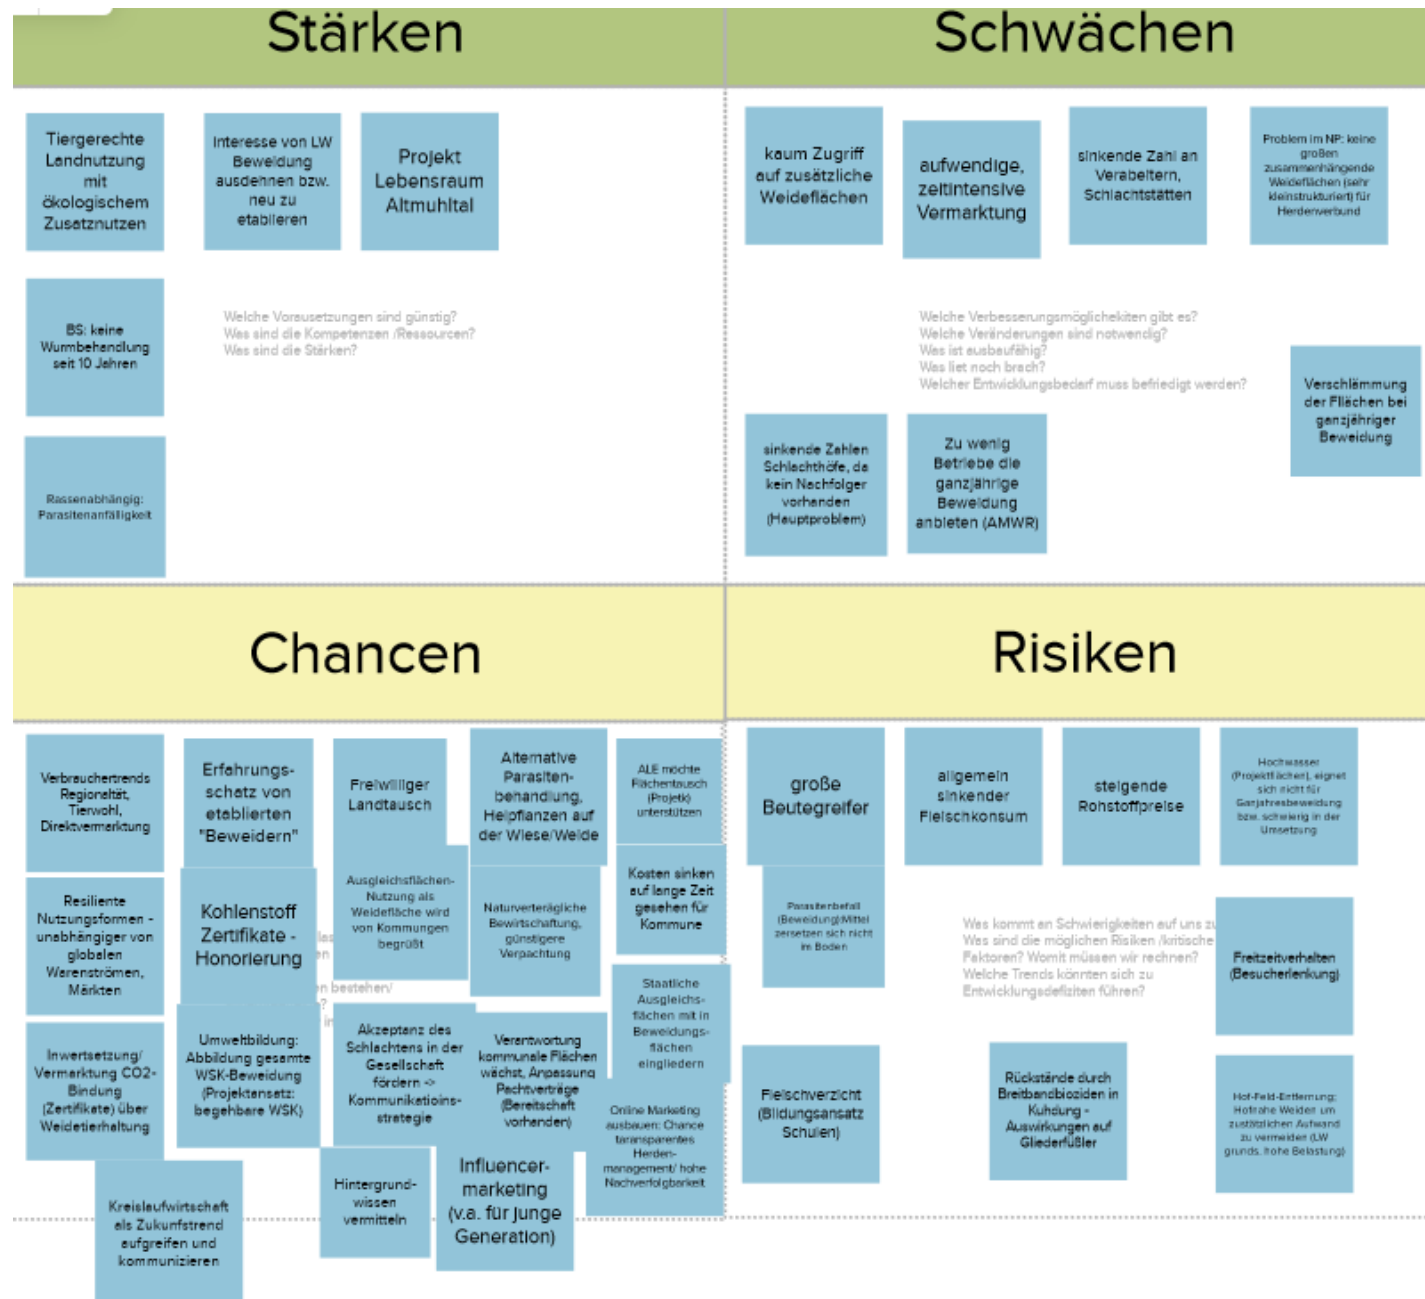 Stärken
Tiergerechte
Landnutzung
mit
ökologischem
Zusatznutzen
Interesse von LW
Beweidung
ausdehnen bzw.
neu zu
etablieren
Projekt
Lebensraum
Altmuhltal
BS: keine
Wurmbehandlung
seit 10 Jahren
Welche Vorausetzungen sind günstig?
Was sind die Kompetenzen /Ressourcen?
Was sind die Stärken?
Rassenabhängig:
Parasitenanfälligkeit
Schwächen
kaum Zugriff
auf zusätzliche
Weideflächen
aufwendige,
zeitintensive
Vermarktung
sinkende Zahl an
Verabeitern,
Schlachtstätten
Problem im NP: keine
großen
zusammenhängende
Weideflächen (sehr
kleinstrukturiert) für
Herdenverbund
Welche Verbesserungsmöglichekiten gibt es?
Welche Veränderungen sind notwendig?
Was ist ausbaufähig?
Was liet noch brach?
Welcher Entwicklungsbedarf muss befriedigt werden?
Verschlämmung
der Flächen bei
ganzjähriger
Beweidung
sinkende Zahlen
Schlachthöfe, da
kein Nachfolger
vorhanden
(Hauptproblem)
Zu wenig
Betriebe die
ganzjährige
Beweidung
anbieten (AMWR)
Chancen
Verbrauchertrends
Regionaltät,
Tierwohl,
Direktvermarktung
Erfahrungs-
schatz von
etablierten
"Beweidern"
Freiwilliger
Landtausch
Alternative
Parasiten-
behandlung,
Helpflanzen auf
der Wiese/Weide
ALE möchte
Flächentausch
(Projetk)
unterstützen
Resiliente
Nutzungsformen -
unabhängiger von
globalen
Warenströmen,
Märkten
Kohlenstoff
Zertifikate -
Honorierung
Ausgleichsflächen-
Nutzung als
Weidefläche wird
von Kommungen
begrüßt
Naturverträgliche
Bewirtschaftung,
günstigere
Verpachtung
Kosten sinken
auf lange Zeit
gesehen für
Kommune
en bestehen/
Staatliche
Ausgleichs-
flächen mit in
Beweidungs-
flächen
eingliedern
Inwertsetzung/
Vermarktung CO2-
Bindung
(Zertifikate) über
Weidetierhaltung
Umweltbildung:
Abbildung gesamte
WSK-Beweidung
(Projektansatz:
begehbare WSK)
Akzeptanz des
Schlachtens in der
Gesellschaft
fördern ->
Kommunikatioins-
strategie
Verantwortung
kommunale Flächen
wächst, Anpassung
Pachtverträge
(Bereitschaft
vorhanden)
Online Marketing
ausbauen: Chance
taransparentes
Herden-
management/ hohe
Nachverfolgbarkeit
Kreislaufwirtschaft
als Zukunfstrend
aufgreifen und
kommunizieren
Hintergrund-
wissen
vermitteln
Influencer-
marketing
(v.a. für junge
Generation)
Risiken
große
Beutegreifer
allgemein
sinkender
Fleischkonsum
steigende
Rohstoffpreise
Hochwasser
(Projektflächen), eignet
sich nicht für
Ganjahresbeweidung
bzw. schwierig in der
Umsetzung
Parasitenbefall
(Beweidung):Mittel
zersetzen sich nicht
im Boden
Was kommt an Schwierigkeiten auf uns zu
Was sind die möglichen Risiken /kritische
Faktoren? Womit müssen wir rechnen?
Welche Trends könnten sich zu
Entwicklungsdefiziten führen?
Freitzeitverhalten
(Besucherlenkung)
Fleischverzicht
(Bildungsansatz
Schulen)
Rückstände durch
Breitbandbioziden in
Kuhdung -
Auswirkungen auf
Gliederfüßler
Hof-Feld-Entfernung:
Hofnahe Weiden um
zustätzlichen Aufwand
zu vermeiden (LW
grunds. hohe Belastung)